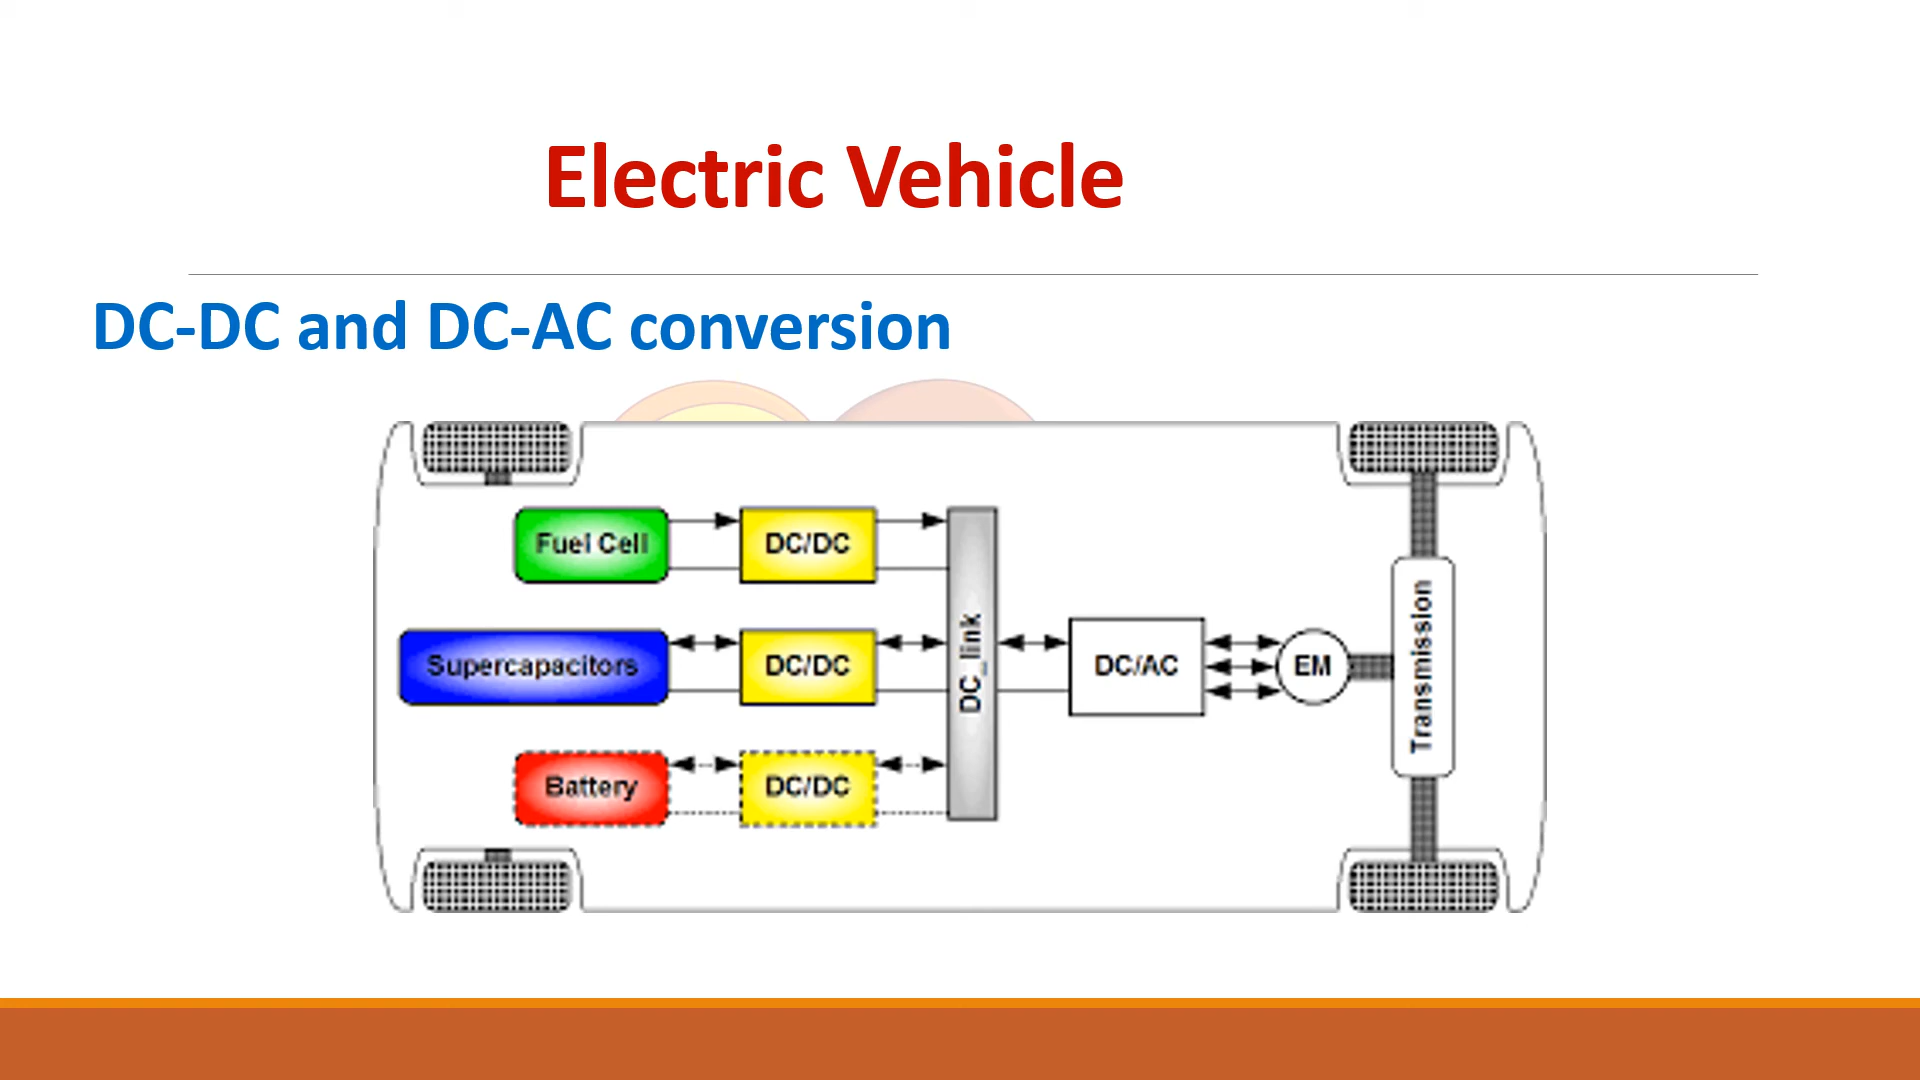 Electric Vehicle
DC-DC and DC-AC conversion
Fuel Cell
DC/DC
Supercapacitors
DC/DC
DC_link
DC/AC
EM
Transmission
Battery
DC/DC